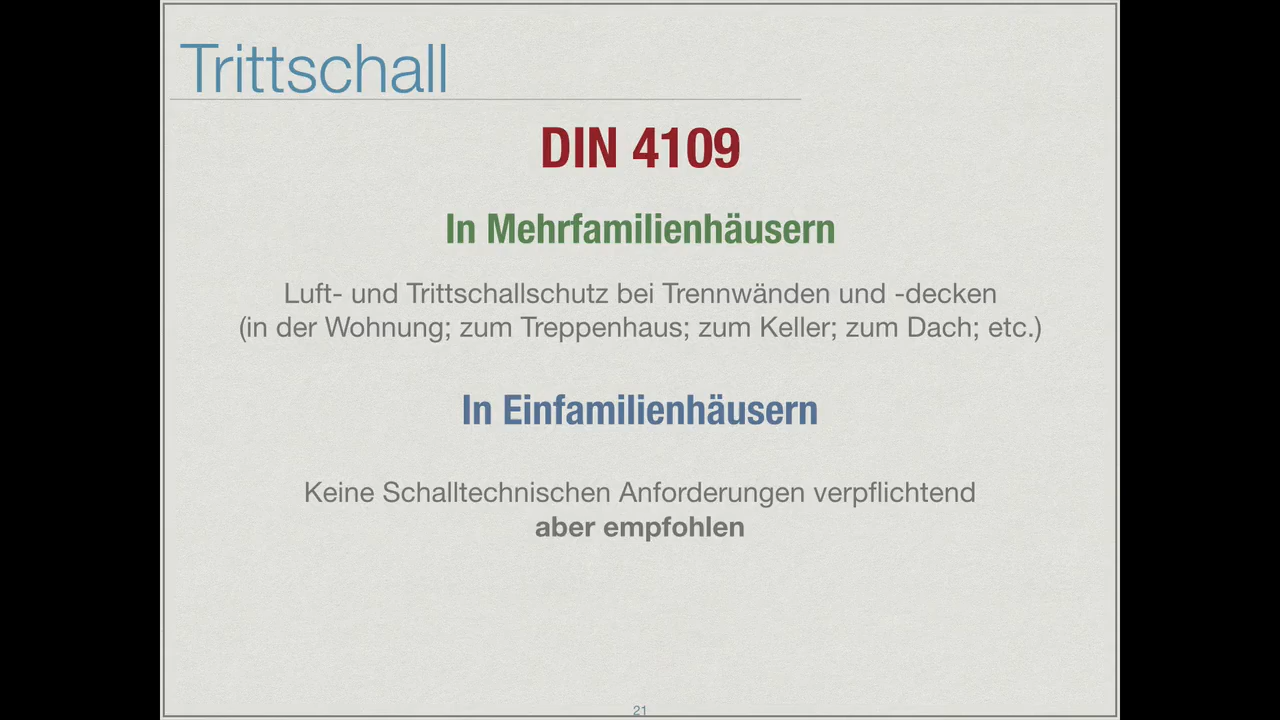 Trittschall
DIN 4109
In Mehrfamilienhäusern
Luft- und Trittschallschutz bei Trennwänden und -decken
(in der Wohnung; zum Treppenhaus; zum Keller; zum Dach; etc.)
In Einfamilienhäusern
Keine Schalltechnischen Anforderungen verpflichtend
aber empfohlen
21